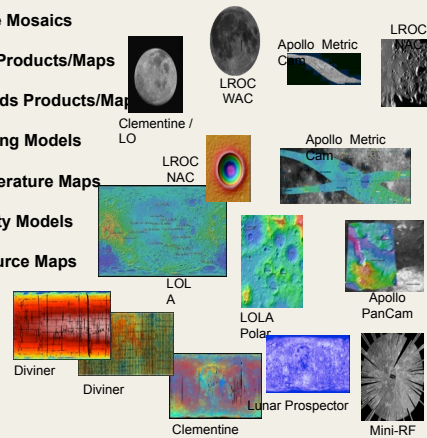 e Mosaics
Products/Maps
ds Products/Map
ng Models
erature Maps
ty Models
urce Maps
Clementine /
LO
LROC
WAC
Apollo Metric
Cam
LROC
NAC
LROC
NAC
Apollo Metric
Cam
LOL
A
LOLA
Polar
Apollo
PanCam
Diviner
Diviner
Clementine
Lunar Prospector
Mini-RF